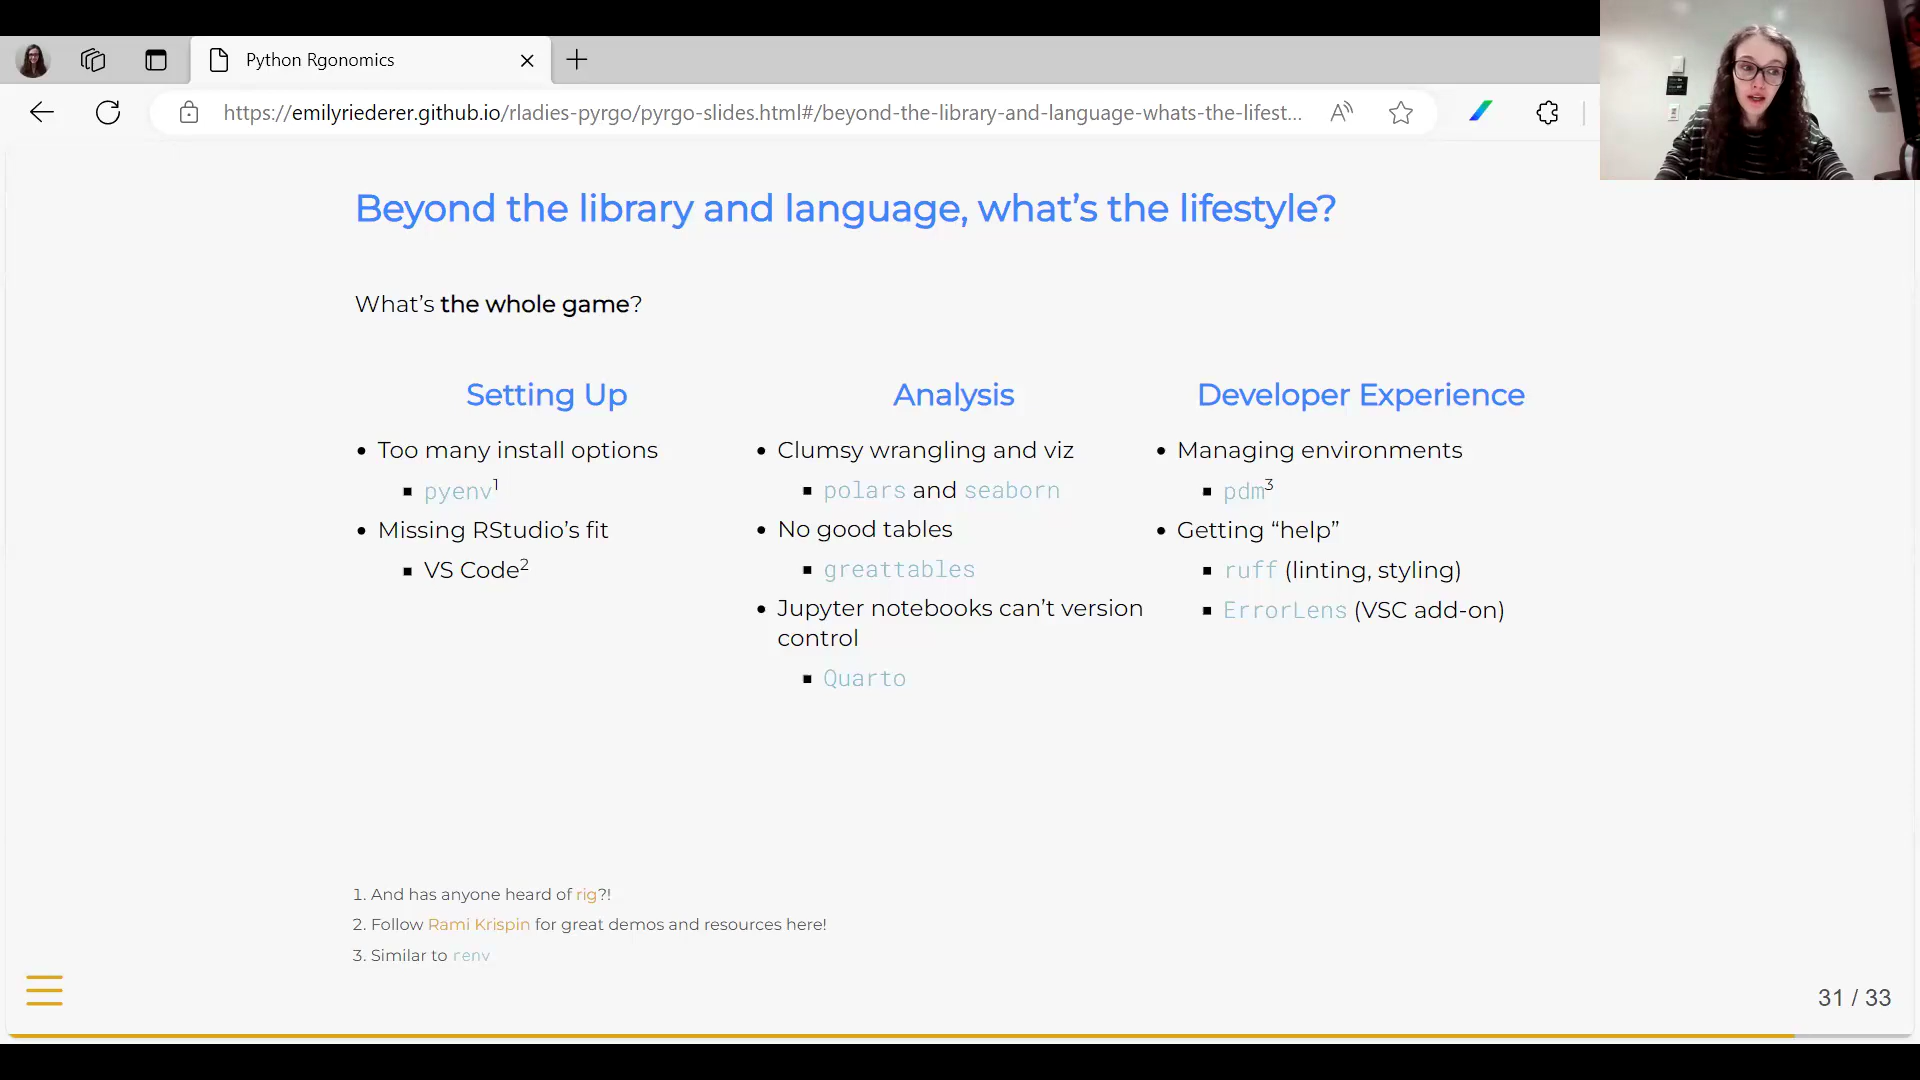 Python Rgonomics
https://emilyriederer.github.io/rladies-pyrgo/pyrgo-slides.html#/beyond-the-library-and-language-whats-the-lifest...
Beyond the library and language, what’s the lifestyle?
What’s the whole game?
Setting Up
Too many install options
pyenv1
Missing RStudio’s fit
VS Code2
Analysis
Clumsy wrangling and viz
polars and seaborn
No good tables
greattables
Jupyter notebooks can’t version
control
Quarto
Developer Experience
Managing environments
pdm3
Getting “help”
ruff (linting, styling)
ErrorLens (VSC add-on)
1. And has anyone heard of rig?!
2. Follow Rami Krispin for great demos and resources here!
3. Similar to renv
31 / 33